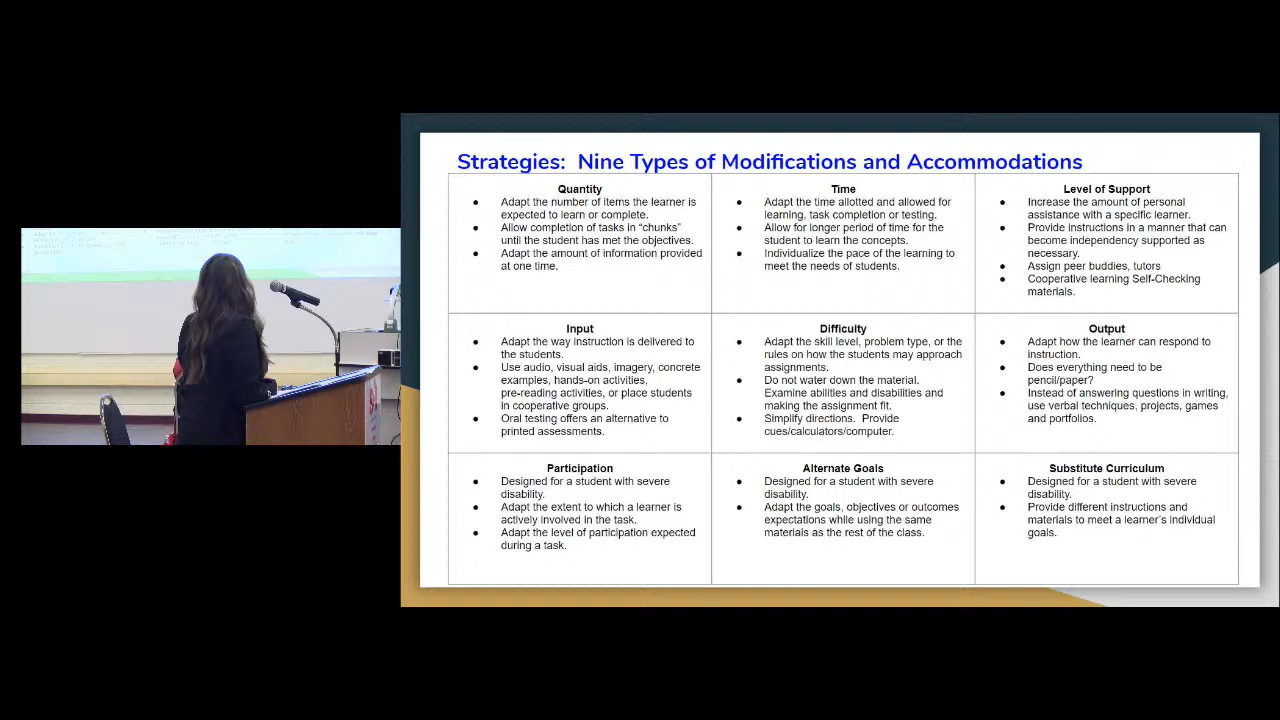 Strategies: Nine Types of Modifications and Accommodations
Quantity
● Adapt the number of items the learner is
expected to learn or complete.
● Allow completion of tasks in “chunks”
until the student has met the objectives.
● Adapt the amount of information provided
at one time.
Time
● Adapt the time allotted and allowed for
learning, task completion or testing.
● Allow for longer period of time for the
student to learn the concepts.
● Individualize the pace of the learning to
meet the needs of students.
Level of Support
● Increase the amount of personal
assistance with a specific learner.
● Provide instructions in a manner that can
become independency supported as
necessary.
● Assign peer buddies, tutors
● Cooperative learning Self-Checking
materials.
Input
● Adapt the way instruction is delivered to
the students.
● Use audio, visual aids, imagery, concrete
examples, hands-on activities,
pre-reading activities, or place students
in cooperative groups.
● Oral testing offers an alternative to
printed assessments.
Difficulty
● Adapt the skill level, problem type, or the
rules on how the students may approach
assignments.
● Do not water down the material.
Examine abilities and disabilities and
making the assignment fit.
● Simplify directions. Provide
cues/calculators/computer.
Output
● Adapt how the learner can respond to
instruction.
● Does everything need to be
pencil/paper?
● Instead of answering questions in writing,
use verbal techniques, projects, games
and portfolios.
Participation
● Designed for a student with severe
disability.
● Adapt the extent to which a learner is
actively involved in the task.
● Adapt the level of participation expected
during a task.
Alternate Goals
● Designed for a student with severe
disability.
● Adapt the goals, objectives or outcomes
expectations while using the same
materials as the rest of the class.
Substitute Curriculum
● Designed for a student with severe
disability.
● Provide different instructions and
materials to meet a learner’s individual
goals.